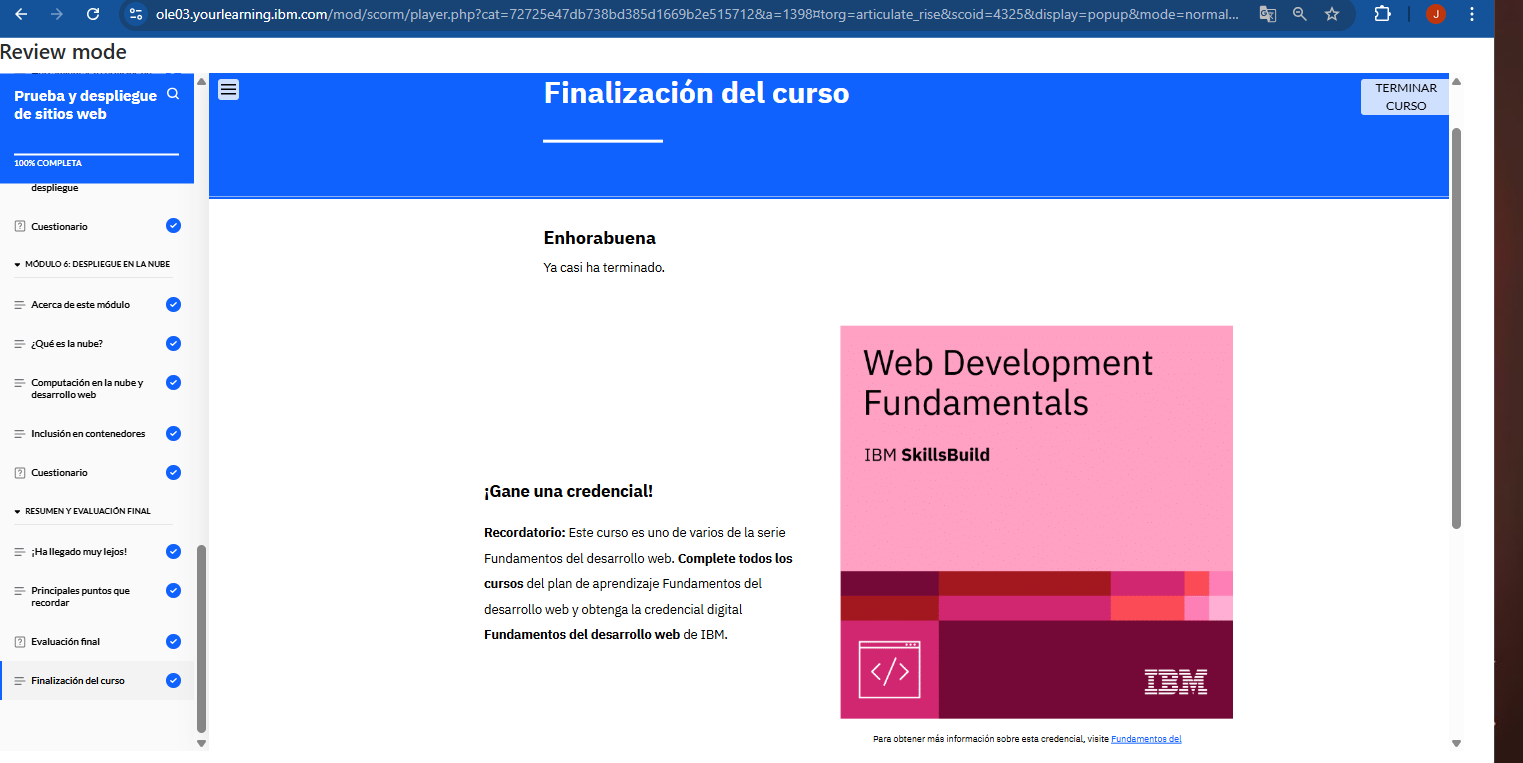 ole03.yourlearning.ibm.com/mod/scorm/player.php?cat=72725e47db738bd385d1669b2e515712&a=1398¤torg=articulate_rise&scoid=4325&display=popup&mode=normal...
J
Review mode
Prueba y despliegue
de sitios web
100% COMPLETA
despliegue
Cuestionario
MÓDULO 6: DESPLIEGUE EN LA NUBE
Acerca de este módulo
¿Qué es la nube?
Computación en la nube y
desarrollo web
Inclusión en contenedores
Cuestionario
RESUMEN Y EVALUACIÓN FINAL
¡Ha llegado muy lejos!
Principales puntos que
recordar
Evaluación final
Finalización del curso
Finalización del curso
TERMINAR
CURSO
Enhorabuena
Ya casi ha terminado.
¡Gane una credencial!
Recordatorio: Este curso es uno de varios de la serie
Fundamentos del desarrollo web. Complete todos los
cursos del plan de aprendizaje Fundamentos del
desarrollo web y obtenga la credencial digital
Fundamentos del desarrollo web de IBM.
Web Development
Fundamentals
IBM SkillsBuild
</>
IBM
Para obtener más información sobre esta credencial, visite Fundamentos del